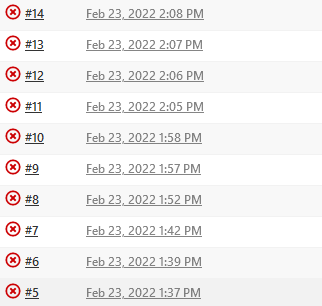 #14 Feb 23, 2022 2:08 PM
#13 Feb 23, 2022 2:07 PM
#12 Feb 23, 2022 2:06 PM
#11 Feb 23, 2022 2:05 PM
#10 Feb 23, 2022 1:58 PM
#9 Feb 23, 2022 1:57 PM
#8 Feb 23, 2022 1:52 PM
#7 Feb 23, 2022 1:42 PM
#6 Feb 23, 2022 1:39 PM
#5 Feb 23, 2022 1:37 PM